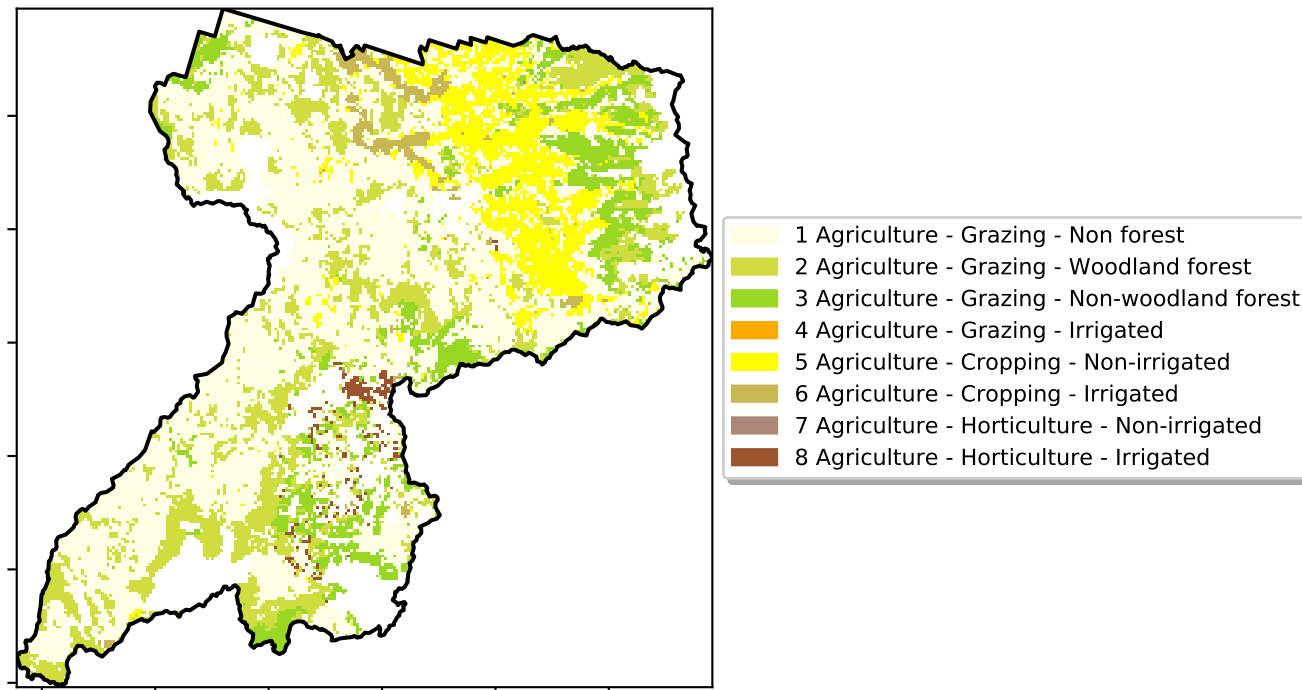 1 Agriculture - Grazing - Non forest
2 Agriculture - Grazing - Woodland forest
3 Agriculture - Grazing - Non-woodland forest
4 Agriculture - Grazing - Irrigated
5 Agriculture - Cropping - Non-irrigated
6 Agriculture - Cropping - Irrigated
7 Agriculture - Horticulture - Non-irrigated
8 Agriculture - Horticulture - Irrigated